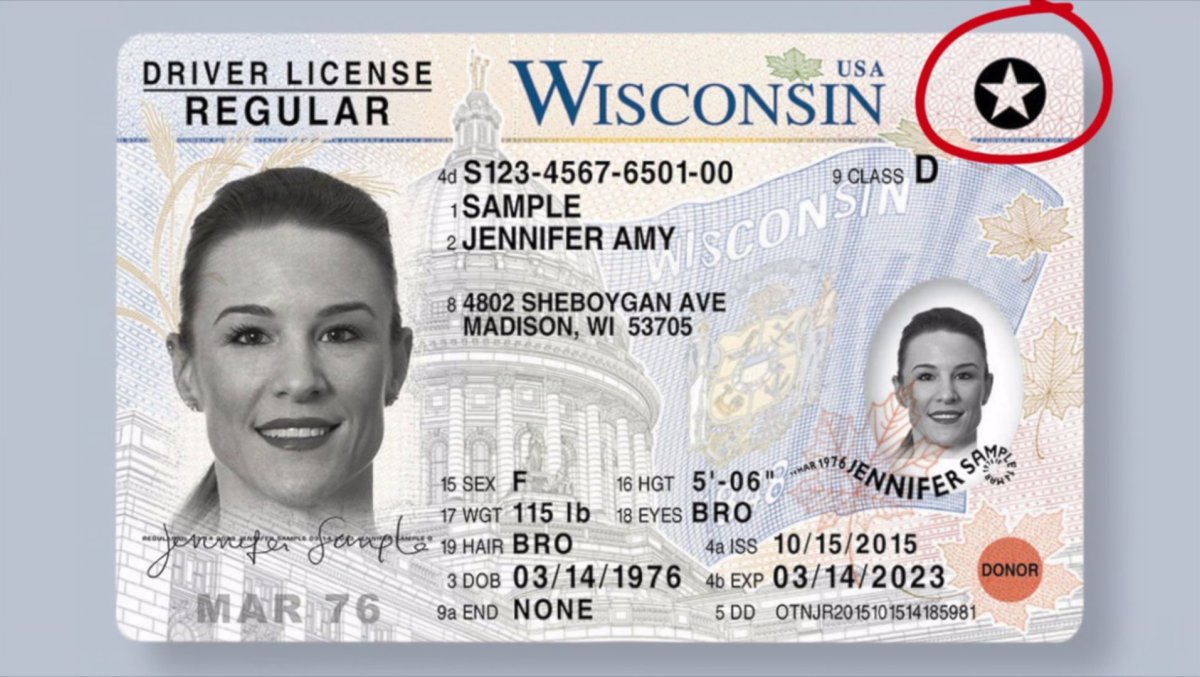 DRIVER LICENSE
REGULAR
WISCONSIN USA
4d S123-4567-6501-00
9 CLASS D
1 SAMPLE
2 JENNIFER AMY
8 4802 SHEBOYGAN AVE
MADISON, WI 53705
WISCONSIN
1848
15 SEX F 16 HGT 5'-06"
17 WGT 115 lb 18 EYES BRO
19 HAIR BRO 4a ISS 10/15/2015
3 DOB 03/14/1976 4b EXP 03/14/2023
9a END NONE 5 DD OTNJR2015101514185981
JENNIFER SAMPLE
Jennifer Sample
MAR 76
DONOR